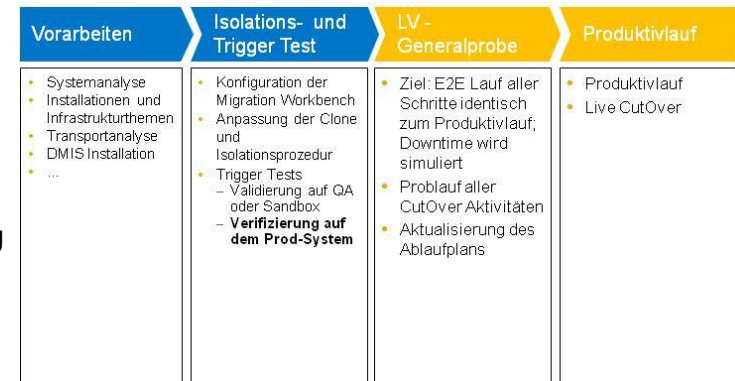 Vorarbeiten
Isolations- und
Trigger Test
LV -
Generalprobe
Produktivlauf
• Systemanalyse
• Installationen und
Infrastrukturthemen
• Transportanalyse
• DMIS Installation
• ...
• Konfiguration der
Migration Workbench
• Anpassung der Clone
und
Isolationsprozedur
• Trigger Tests
– Validierung auf QA
oder Sandbox
– Verifizierung auf
dem Prod-System
• Ziel: E2E Lauf aller
Schritte identisch
zum Produktivlauf;
Downtime wird
simuliert
• Problauf aller
CutOver Aktivitäten
• Aktualisierung des
Ablaufplans
• Produktivlauf
• Live CutOver